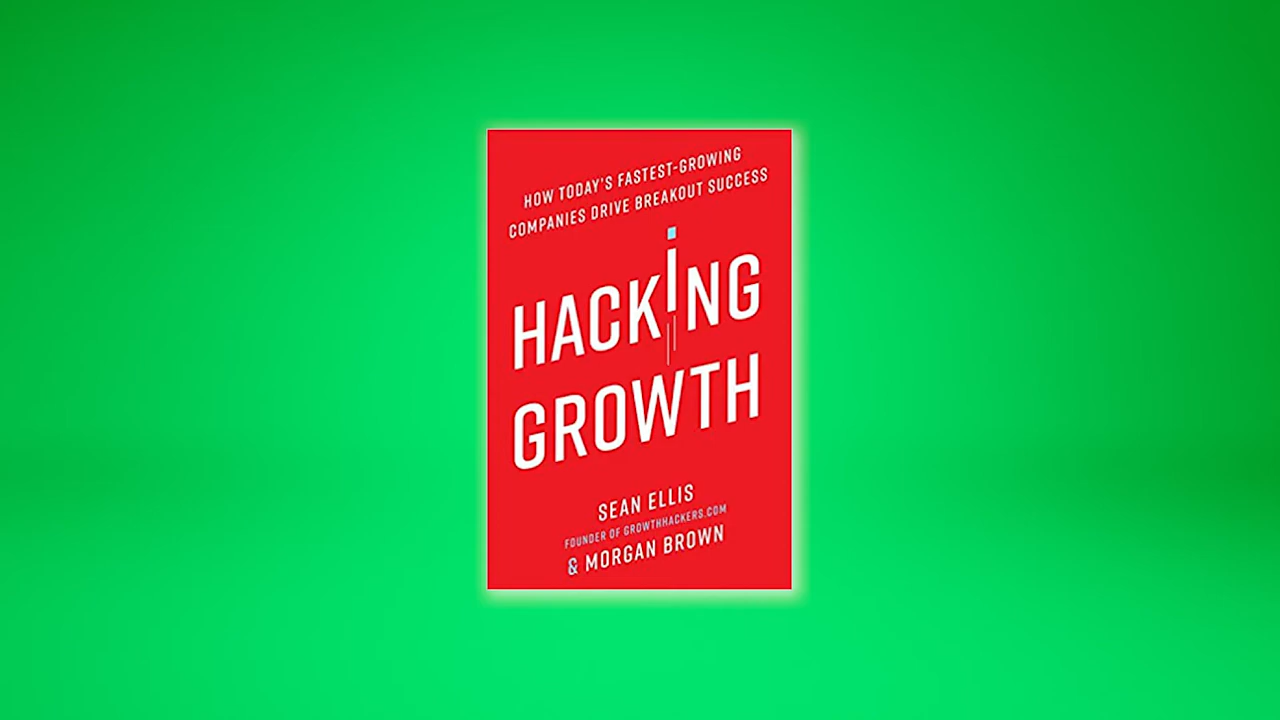 HOW TODAY'S FASTEST-GROWING
COMPANIES DRIVE BREAKOUT SUCCESS
HACKiNG
GROWTH
SEAN ELLIS
FOUNDER OF GROWTHHACKERS.COM
& MORGAN BROWN